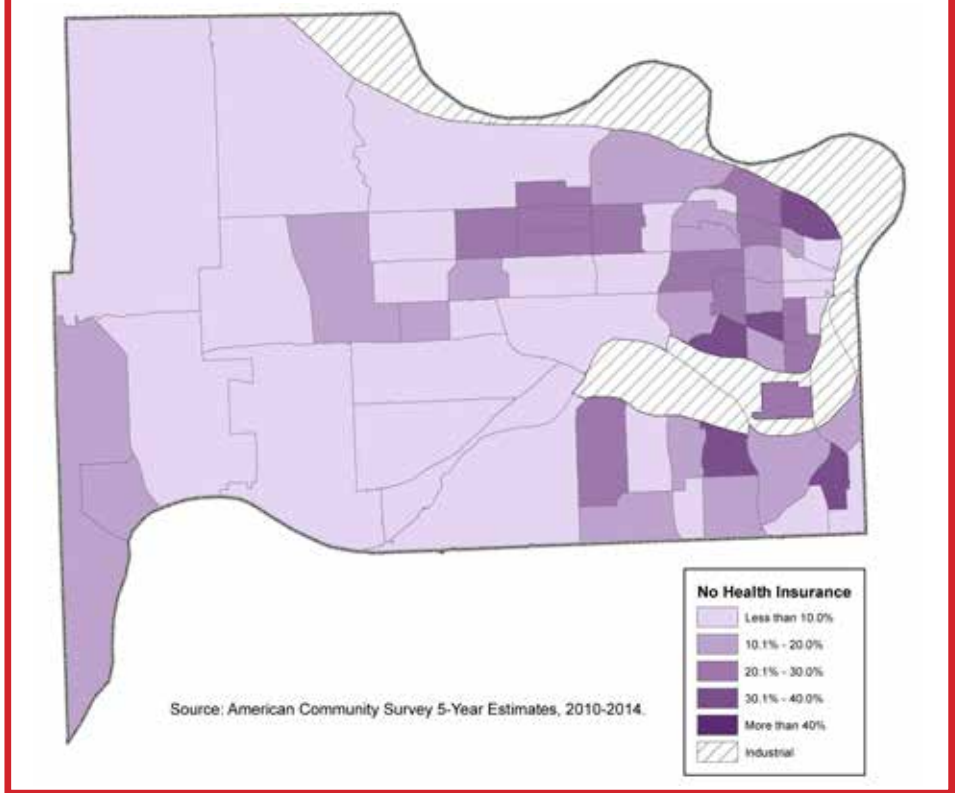 No Health Insurance
Less than 10.0%
10.1% - 20.0%
20.1% - 30.0%
30.1% - 40.0%
More than 40%
Industrial
Source: American Community Survey 5-Year Estimates, 2010-2014.